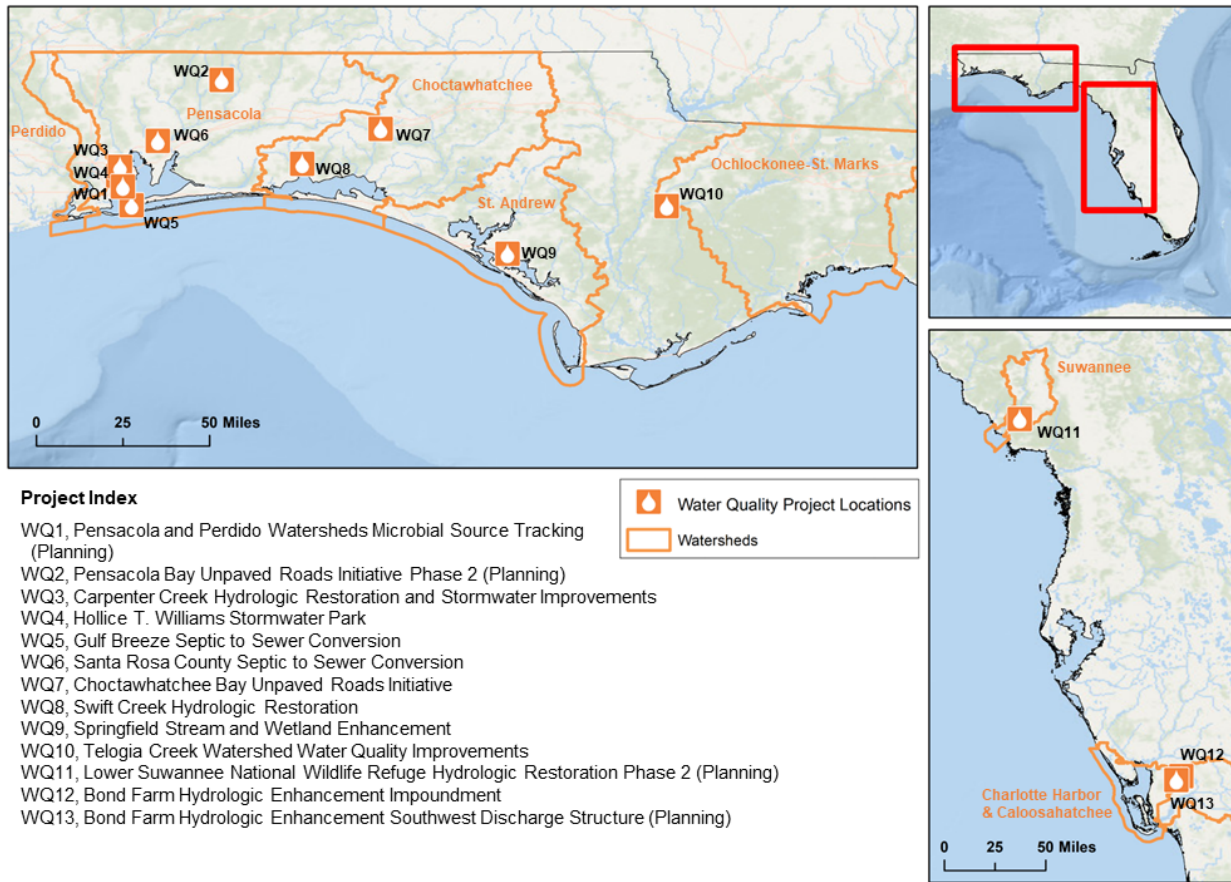 WQ2
Choctawhatchee
Pensacola
Perdido
WQ6
WQ7
WQ3
WQ4
WQ8
WQ1
WQ5
Ochlockonee-St. Marks
WQ10
St. Andrew
WQ9
0 25 50 Miles
Suwannee
WQ11
WQ12
WQ13
Charlotte Harbor
& Caloosahatchee
0 25 50 Miles
Project Index
WQ1, Pensacola and Perdido Watersheds Microbial Source Tracking
(Planning)
WQ2, Pensacola Bay Unpaved Roads Initiative Phase 2 (Planning)
WQ3, Carpenter Creek Hydrologic Restoration and Stormwater Improvements
WQ4, Hollice T. Williams Stormwater Park
WQ5, Gulf Breeze Septic to Sewer Conversion
WQ6, Santa Rosa County Septic to Sewer Conversion
WQ7, Choctawhatchee Bay Unpaved Roads Initiative
WQ8, Swift Creek Hydrologic Restoration
WQ9, Springfield Stream and Wetland Enhancement
WQ10, Telogia Creek Watershed Water Quality Improvements
WQ11, Lower Suwannee National Wildlife Refuge Hydrologic Restoration Phase 2 (Planning)
WQ12, Bond Farm Hydrologic Enhancement Impoundment
WQ13, Bond Farm Hydrologic Enhancement Southwest Discharge Structure (Planning)
Water Quality Project Locations
Watersheds